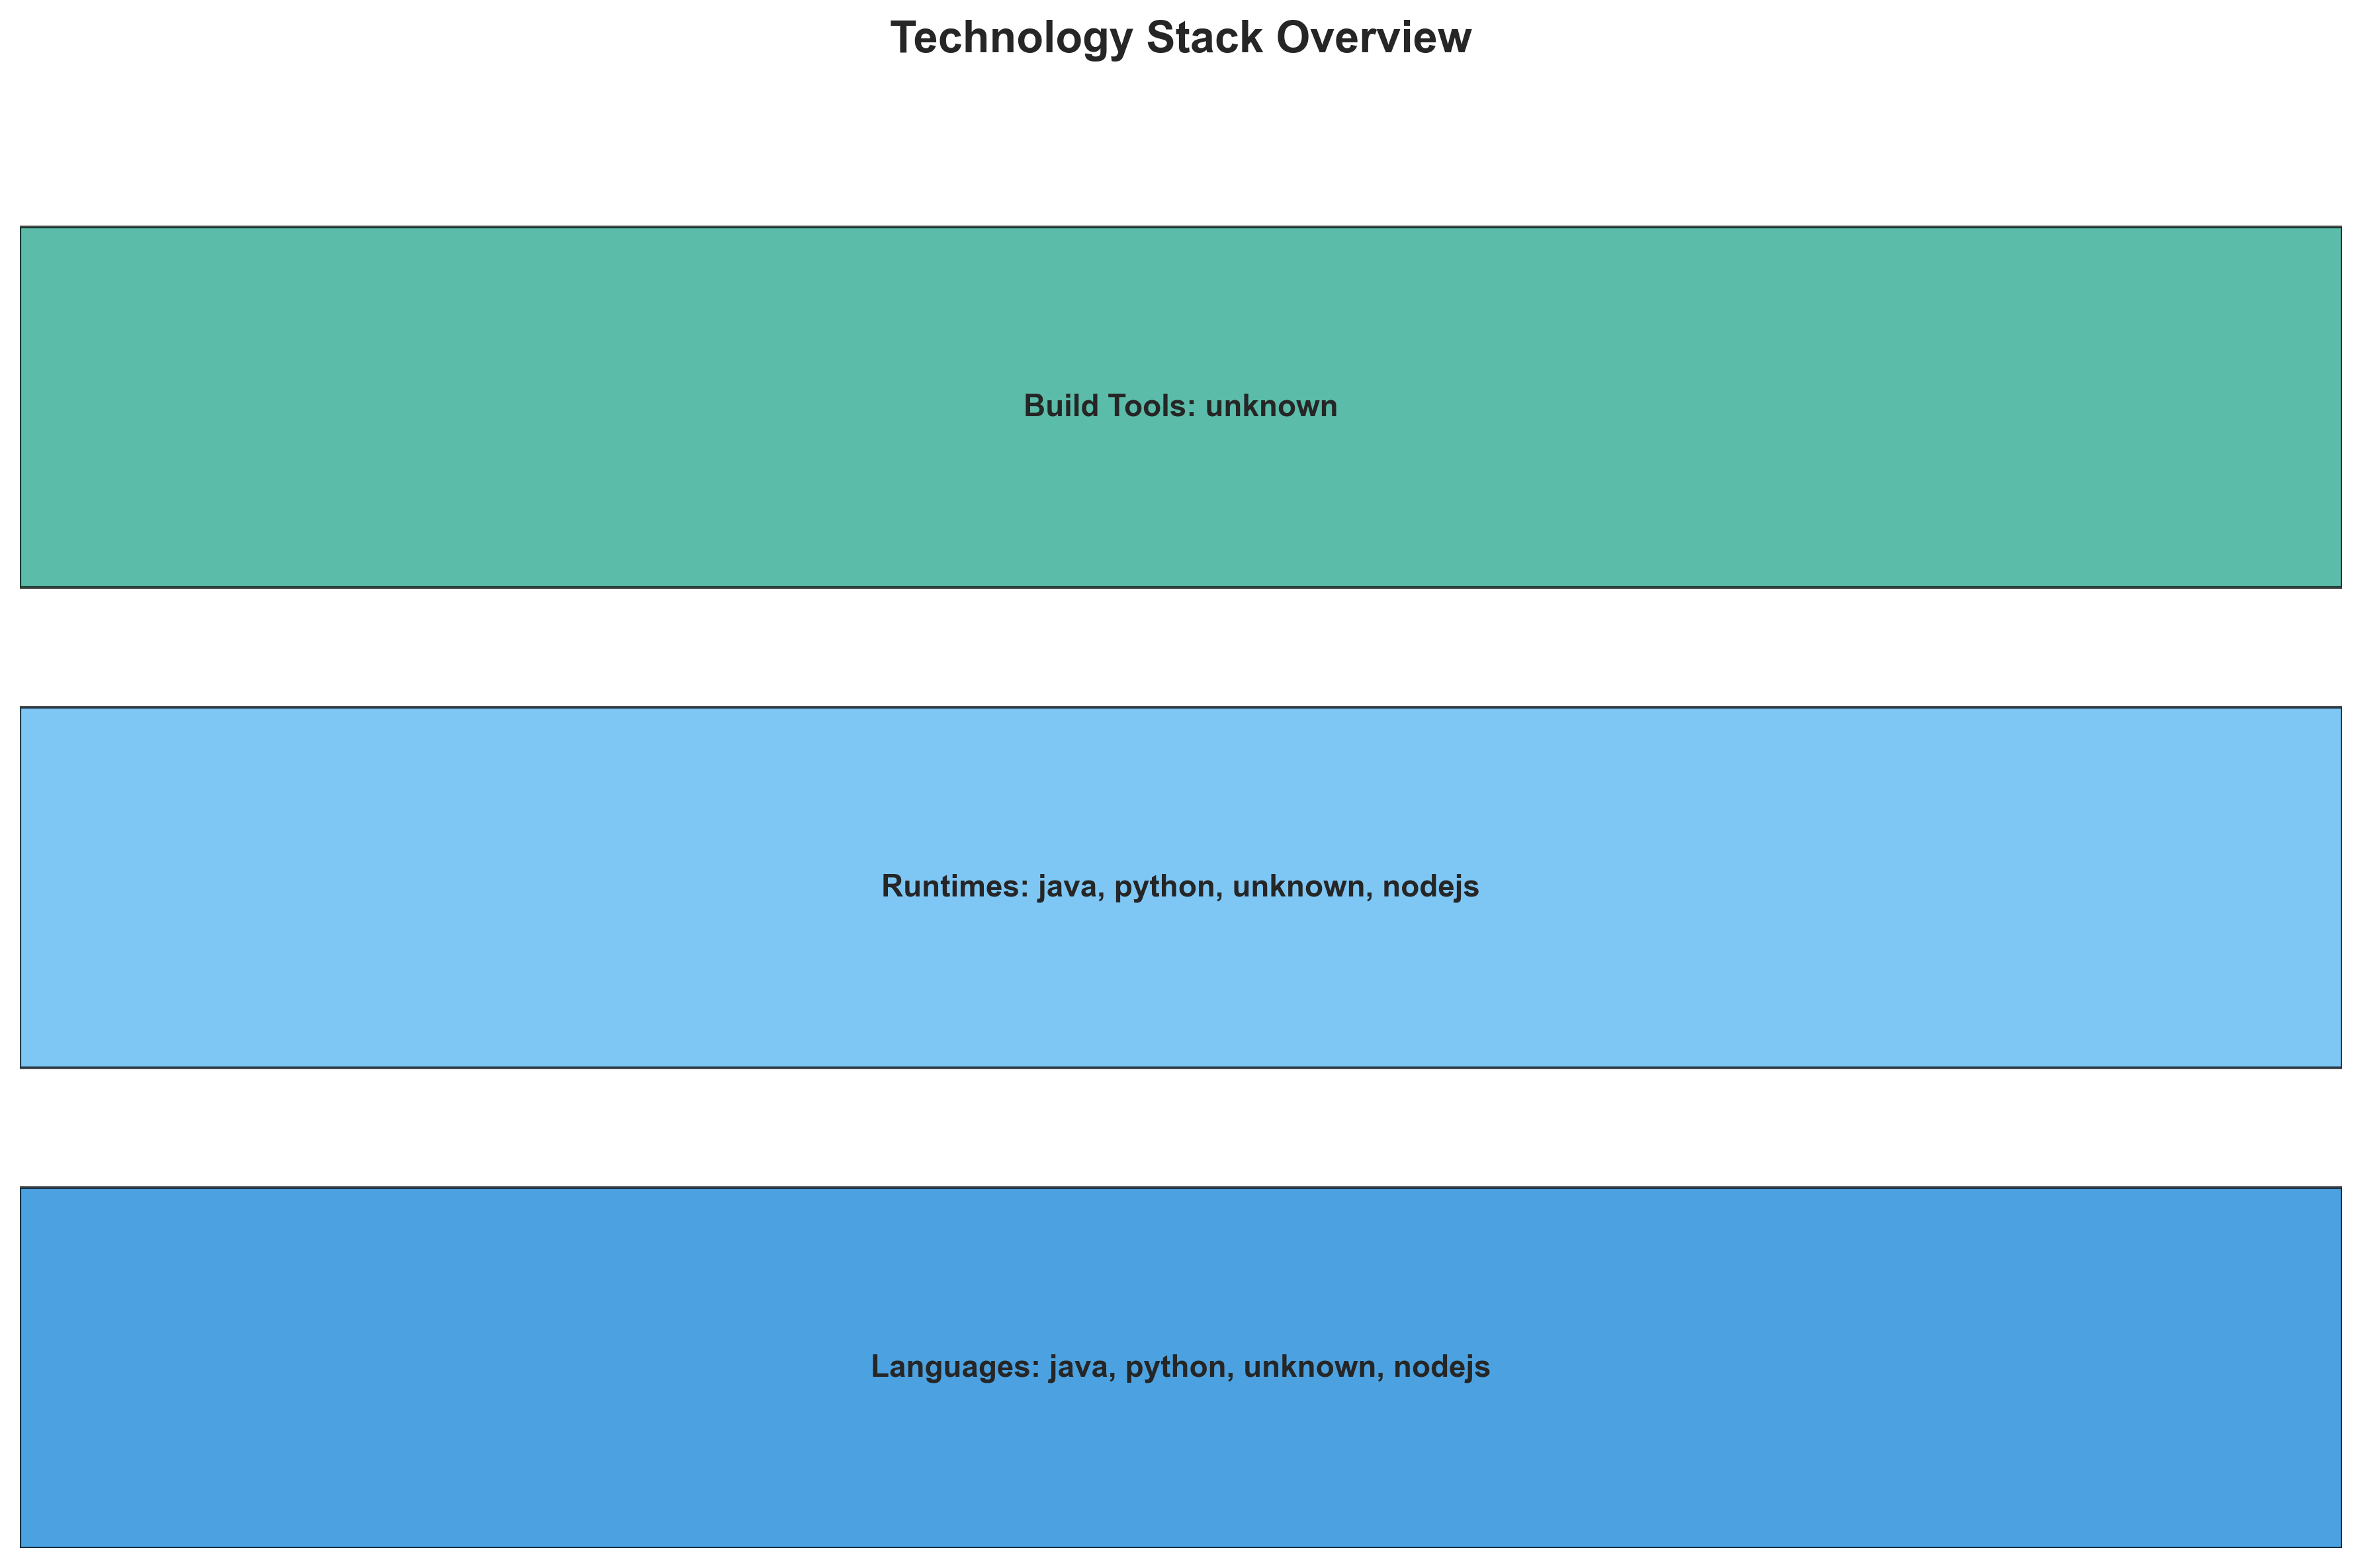 Technology Stack Overview
Build Tools: unknown
Runtimes: java, python, unknown, nodejs
Languages: java, python, unknown, nodejs